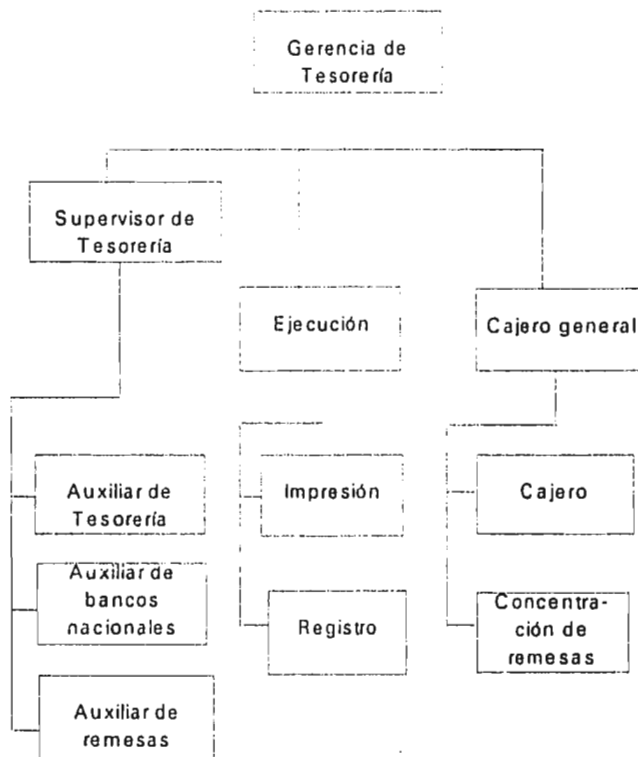 Gerencia de
Tesorería
Supervisor de
Tesorería
Ejecución
Cajero general
Auxiliar de
Tesorería
Impresión
Cajero
Auxiliar de
bancos
nacionales
Registro
Concentra-
ción de
remesas
Auxiliar de
remesas